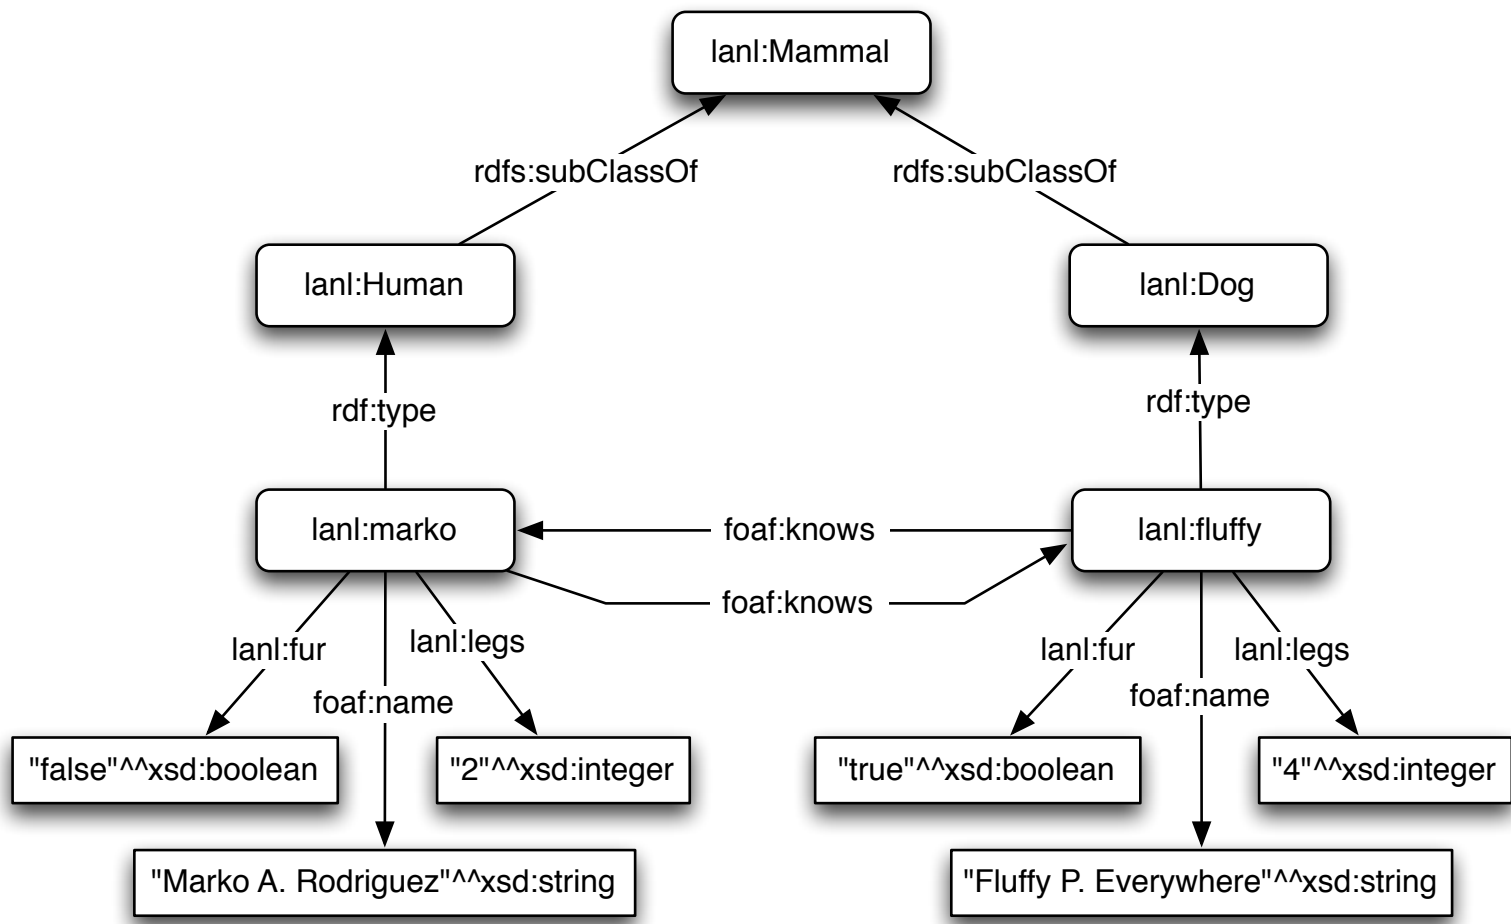 lanl:Mammal
rdfs:subClassOf
rdfs:subClassOf
lanl:Human
lanl:Dog
rdf:type
rdf:type
lanl:marko
foaf:knows
lanl:fluffy
foaf:knows
lanl:fur
lanl:legs
foaf:name
lanl:fur
lanl:legs
foaf:name
"false"^^xsd:boolean
"2"^^xsd:integer
"true"^^xsd:boolean
"4"^^xsd:integer
"Marko A. Rodriguez"^^xsd:string
"Fluffy P. Everywhere"^^xsd:string